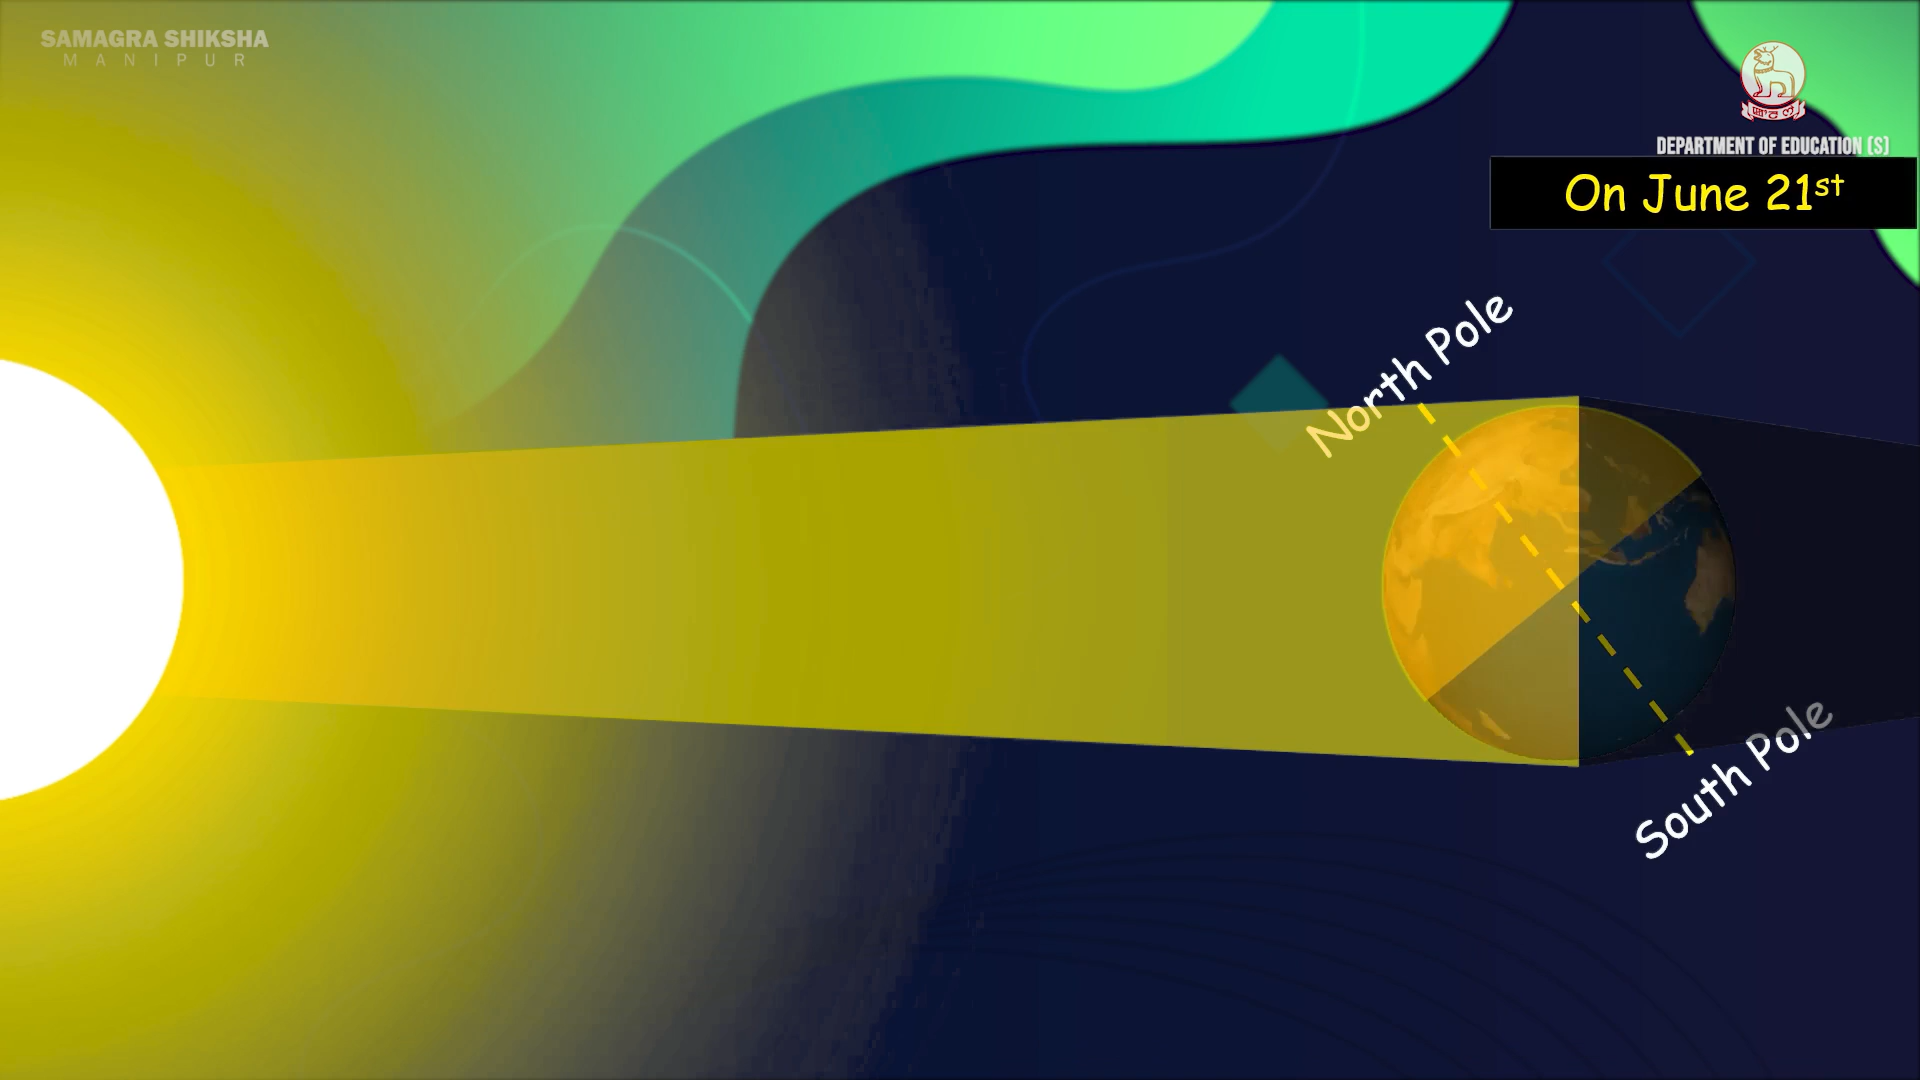 SAMAGRA SHIKSHA
MANIPUR
DEPARTMENT OF EDUCATION (S)
On June 21st
North Pole
South Pole